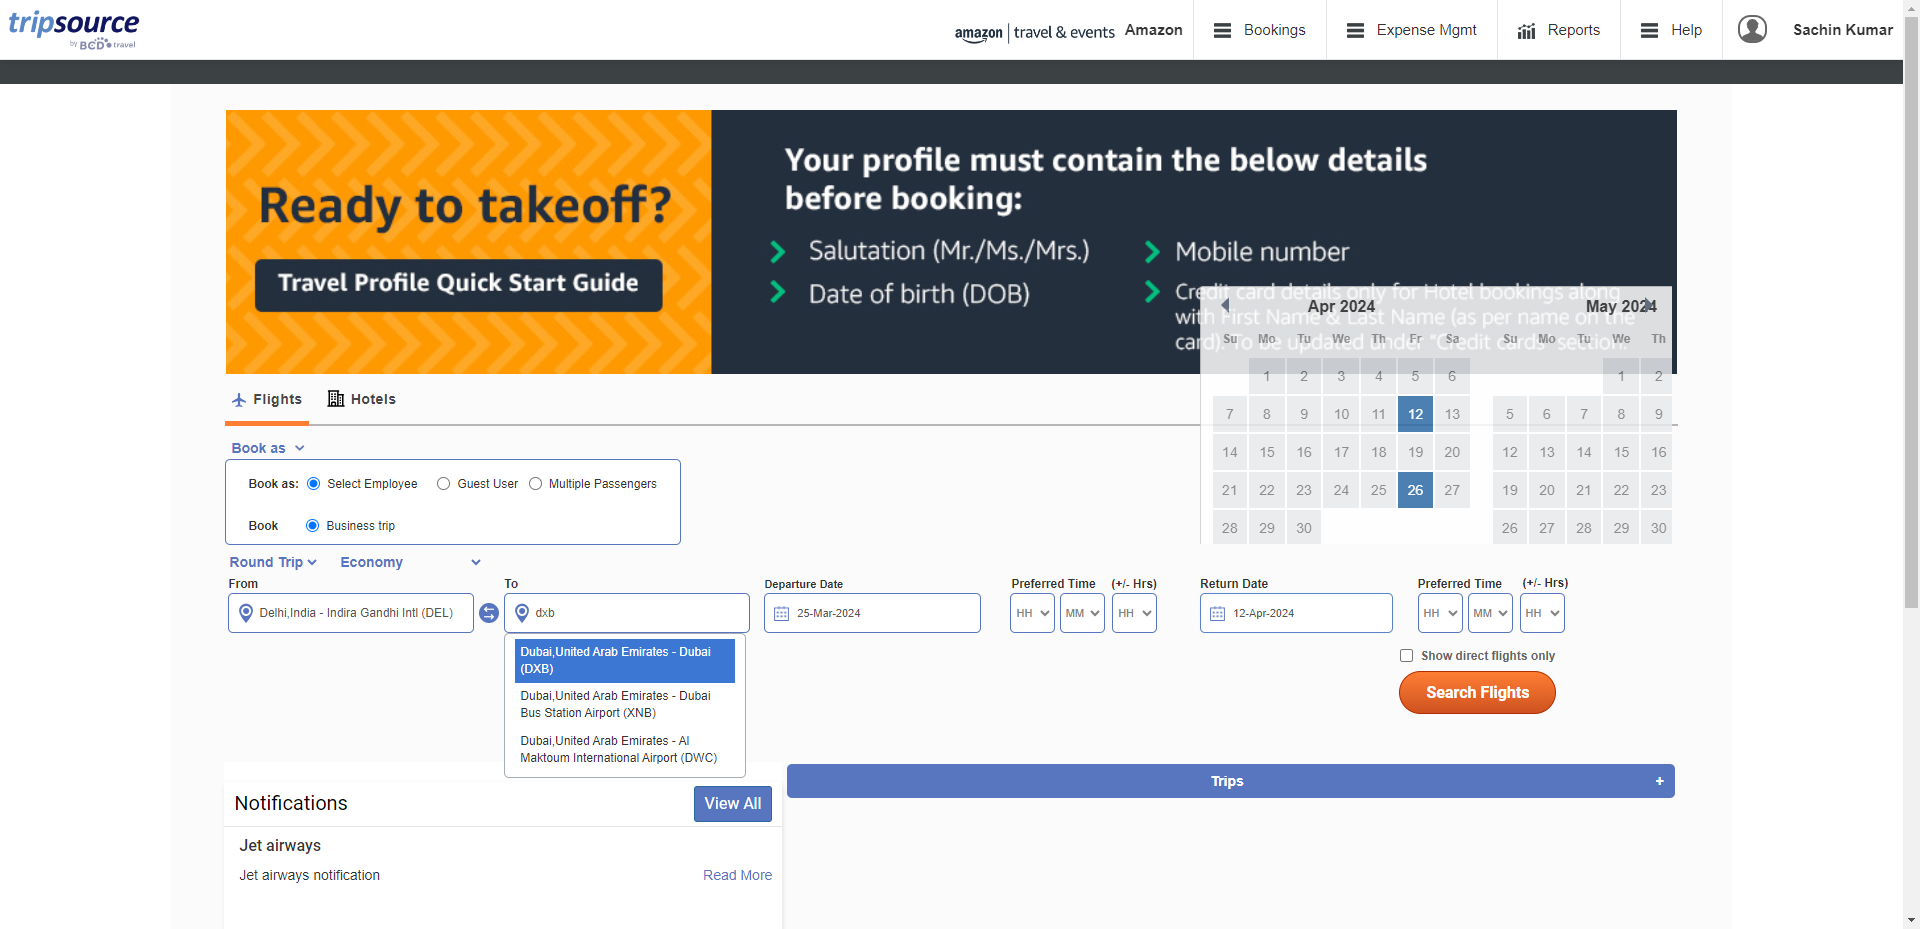 tripsource
by BCD travel
amazon | travel & events Amazon
Bookings
Expense Mgmt
Reports
Help
Sachin Kumar
Ready to takeoff?
Travel Profile Quick Start Guide
Your profile must contain the below details
before booking:
Salutation (Mr./Ms./Mrs.)
Mobile number
Date of birth (DOB)
Credit card details only for Hotel bookings along
with First Name & Last Name (as per name on the
card). To be updated under "Credit cards" section.
Apr 2024 May 2024
Su Mo Tu We Th Fr Sa Su Mo Tu We Th
1 2 3 4 5 6 1 2
7 8 9 10 11 12 13 5 6 7 8 9
14 15 16 17 18 19 20 12 13 14 15 16
21 22 23 24 25 26 27 19 20 21 22 23
28 29 30 26 27 28 29 30
Flights Hotels
Book as
Book as: Select Employee Guest User Multiple Passengers
Book Business trip
Round Trip Economy
From To Departure Date Preferred Time (+/- Hrs) Return Date Preferred Time (+/- Hrs)
Delhi,India - Indira Gandhi Intl (DEL) dxb 25-Mar-2024 HH MM HH 12-Apr-2024 HH MM HH
Dubai,United Arab Emirates - Dubai
(DXB)
Dubai,United Arab Emirates - Dubai
Bus Station Airport (XNB)
Dubai,United Arab Emirates - Al
Maktoum International Airport (DWC)
Show direct flights only
Search Flights
Trips +
Notifications View All
Jet airways
Jet airways notification Read More